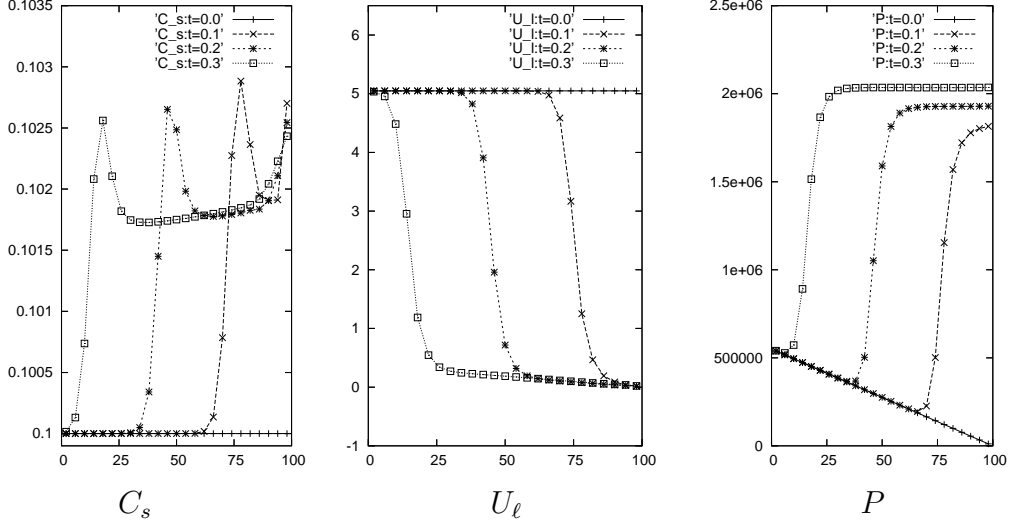 0.1035
0.103
0.1025
0.102
0.1015
0.101
0.1005
0.1
0 25 50 75 100
'C_s:t=0.0'
'C_s:t=0.1'
'C_s:t=0.2'
'C_s:t=0.3'
C_s
6
5
4
3
2
1
0
-1
0 25 50 75 100
'U_l:t=0.0'
'U_l:t=0.1'
'U_l:t=0.2'
'U_l:t=0.3'
U_ℓ
2.5e+06
2e+06
1.5e+06
1e+06
500000
0
0 25 50 75 100
'P:t=0.0'
'P:t=0.1'
'P:t=0.2'
'P:t=0.3'
P